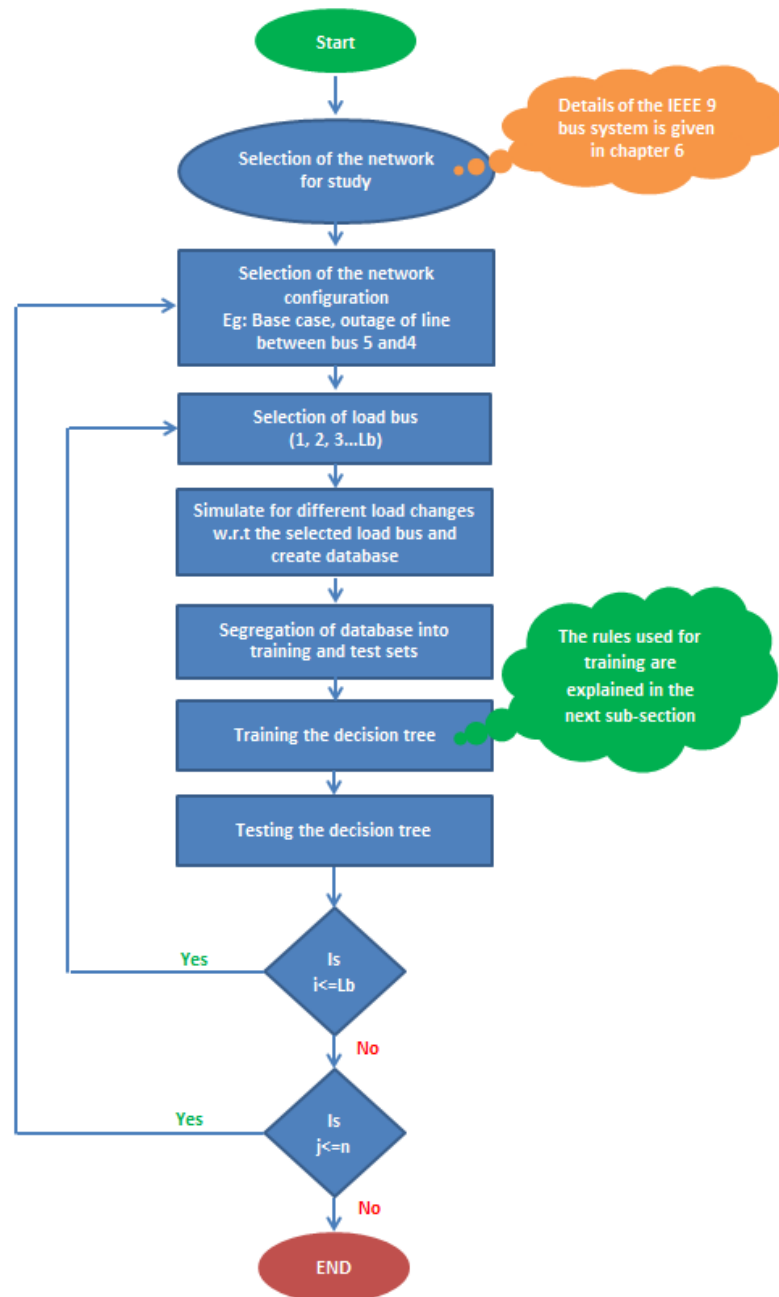 Start
Details of the IEEE 9
bus system is given
in chapter 6
Selection of the network
for study
Selection of the network
configuration
Eg: Base case, outage of line
between bus 5 and4
Selection of load bus
(1, 2, 3...Lb)
Simulate for different load changes
w.r.t the selected load bus and
create database
Segregation of database into
training and test sets
The rules used for
training are
explained in the
next sub-section
Training the decision tree
Testing the decision tree
Is
i<=Lb
Yes
No
Is
j<=n
Yes
No
END